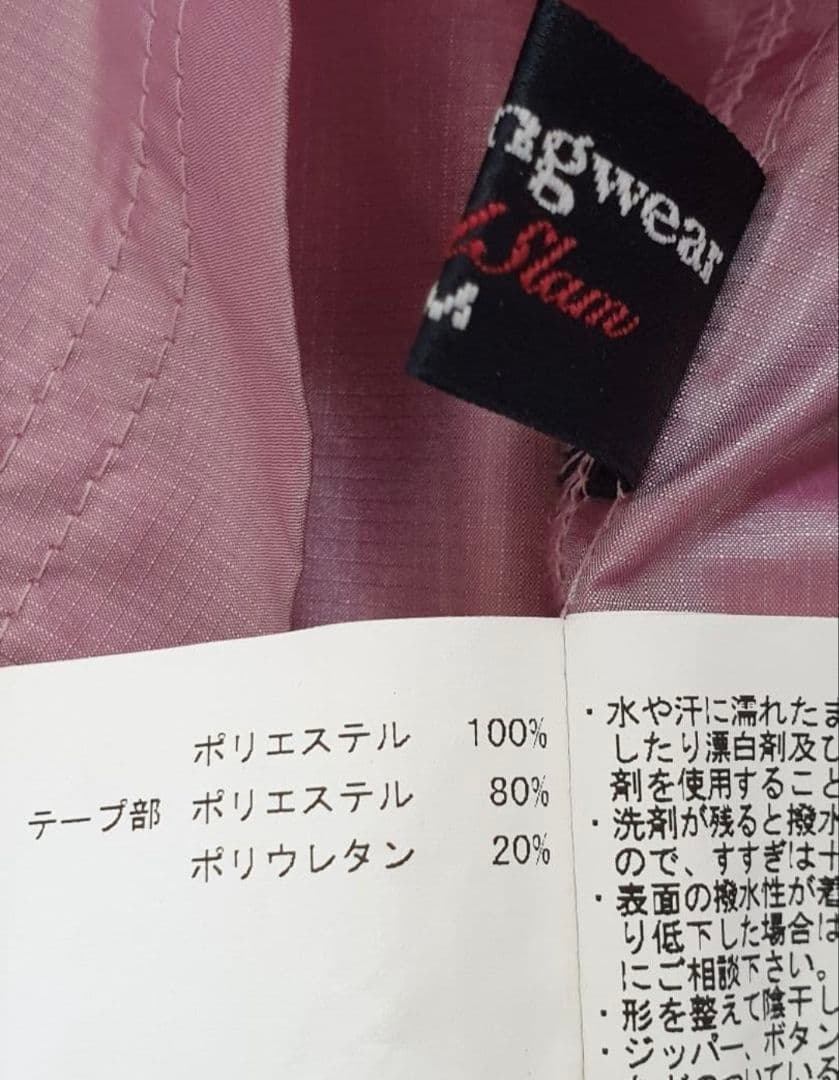 ngwear
Slam
M
ポリエステル 100%
テープ部 ポリエステル 80%
ポリウレタン 20%
・水や汗に濡れたま
したり漂白剤及び
剤を使用すること
・洗剤が残ると撥水
ので、すすぎは十
・表面の撥水性が着
り低下した場合は
にご相談下さい。
・形を整えて陰干し
・ジッパー、ボタン